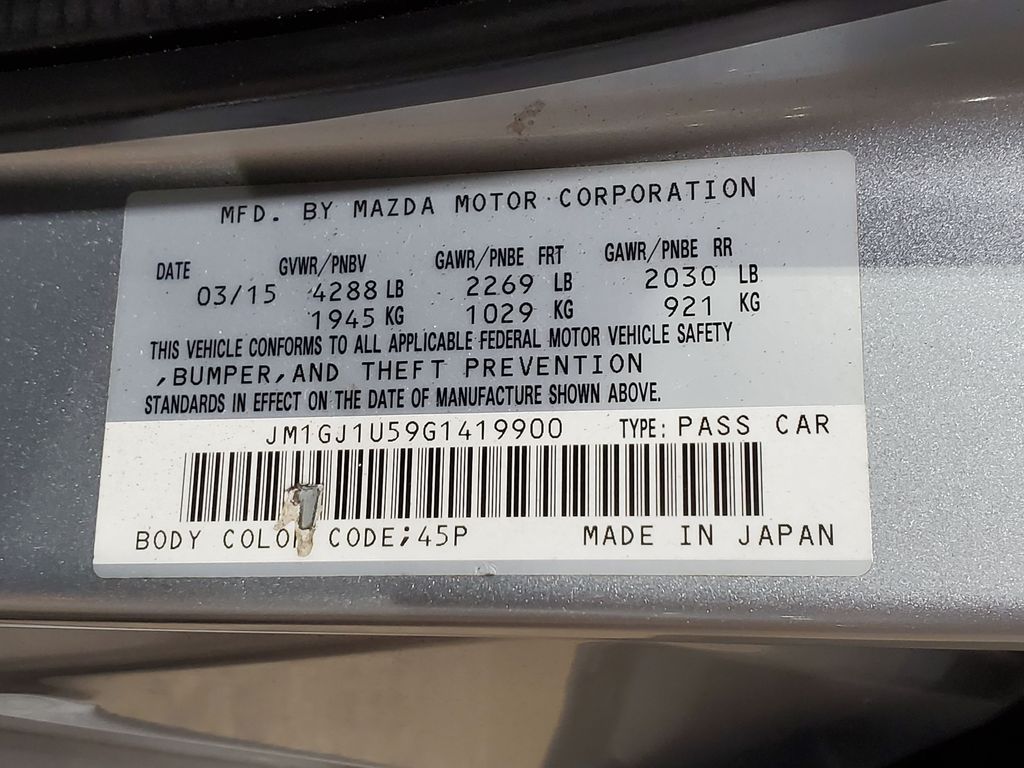 MFD. BY MAZDA MOTOR CORPORATION
DATE GVWR/PNBV GAWR/PNBE FRT GAWR/PNBE RR
03/15 4288 LB 2269 LB 2030 LB
1945 KG 1029 KG 921 KG
THIS VEHICLE CONFORMS TO ALL APPLICABLE FEDERAL MOTOR VEHICLE SAFETY
,BUMPER,AND THEFT PREVENTION
STANDARDS IN EFFECT ON THE DATE OF MANUFACTURE SHOWN ABOVE.
JM1GJ1U59G1419900 TYPE: PASS CAR
BODY COLOR CODE;45P MADE IN JAPAN